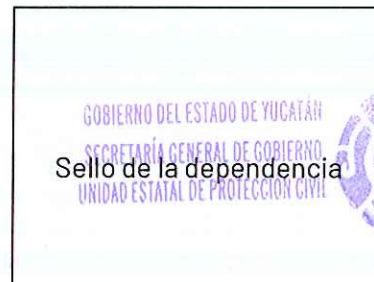 GOBIERNO DEL ESTADO DE YUCATÁN
SECRETARÍA GENERAL DE GOBIERNO
Sello de la dependencia
UNIDAD ESTATAL DE PROTECCIÓN CIVIL